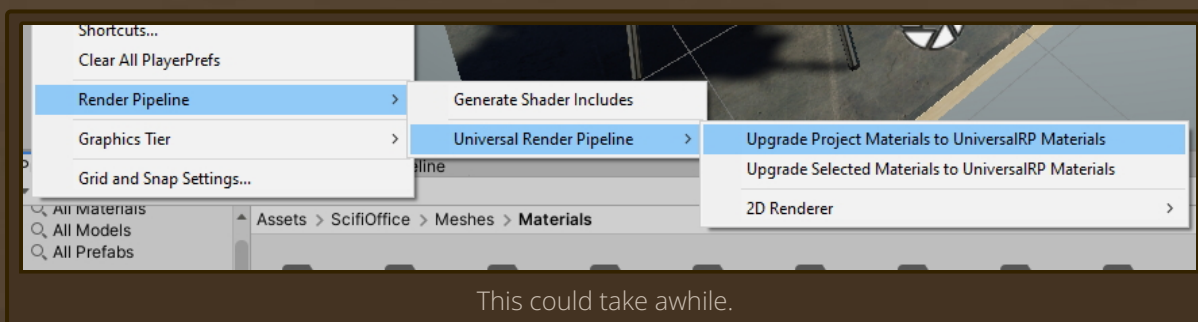 Shortcuts...
Clear All PlayerPrefs
Render Pipeline
Generate Shader Includes
Graphics Tier
Universal Render Pipeline
Upgrade Project Materials to UniversalRP Materials
Upgrade Selected Materials to UniversalRP Materials
Grid and Snap Settings...
2D Renderer
All Materials
All Models
All Prefabs
Assets > ScifiOffice > Meshes > Materials
This could take awhile.